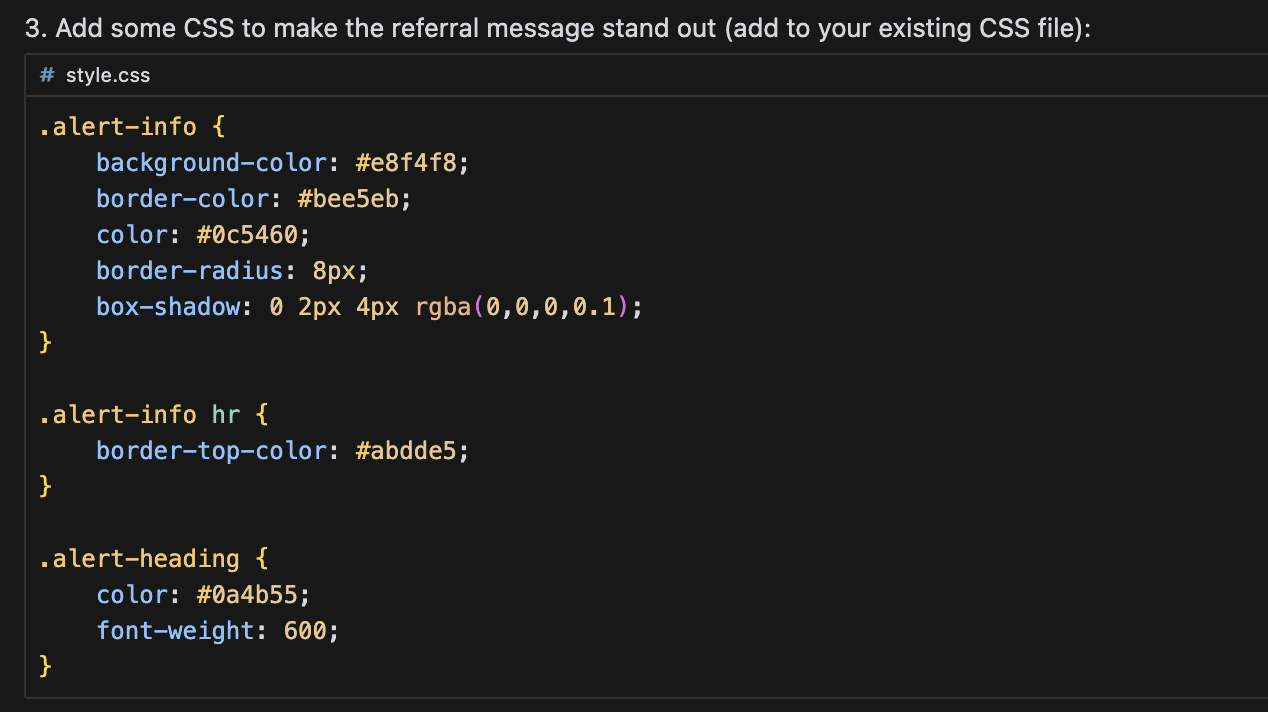 3. Add some CSS to make the referral message stand out (add to your existing CSS file):
# style.css
.alert-info {
    background-color: #e8f4f8;
    border-color: #bee5eb;
    color: #0c5460;
    border-radius: 8px;
    box-shadow: 0 2px 4px rgba(0,0,0,0.1);
}
.alert-info hr {
    border-top-color: #abdde5;
}
.alert-heading {
    color: #0a4b55;
    font-weight: 600;
}